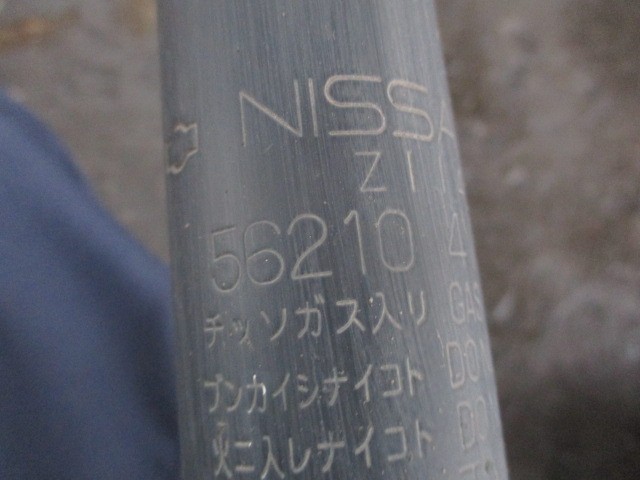 NISSA
ZI
56210 4
チッソガス入リ GAS
ブンカイシナイコト DO
火ニ入レナイコト DO